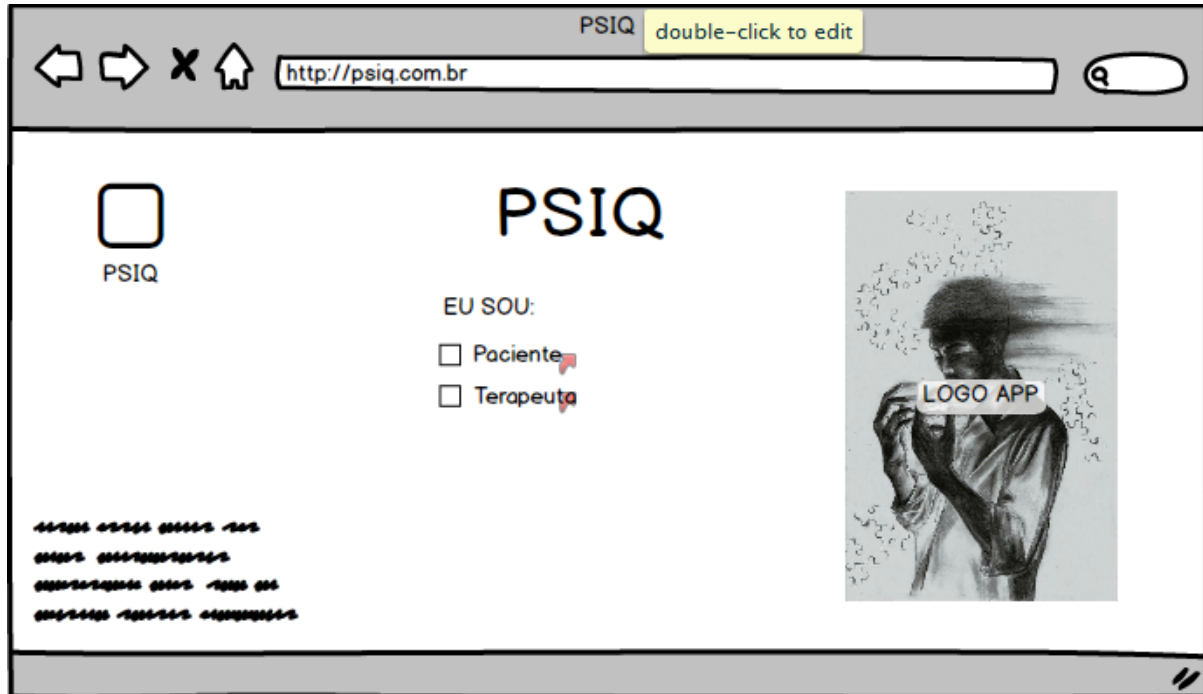 PSIQ
double-click to edit
http://psiq.com.br
PSIQ
PSIQ
EU SOU:
Paciente
Terapeuta
LOGO APP